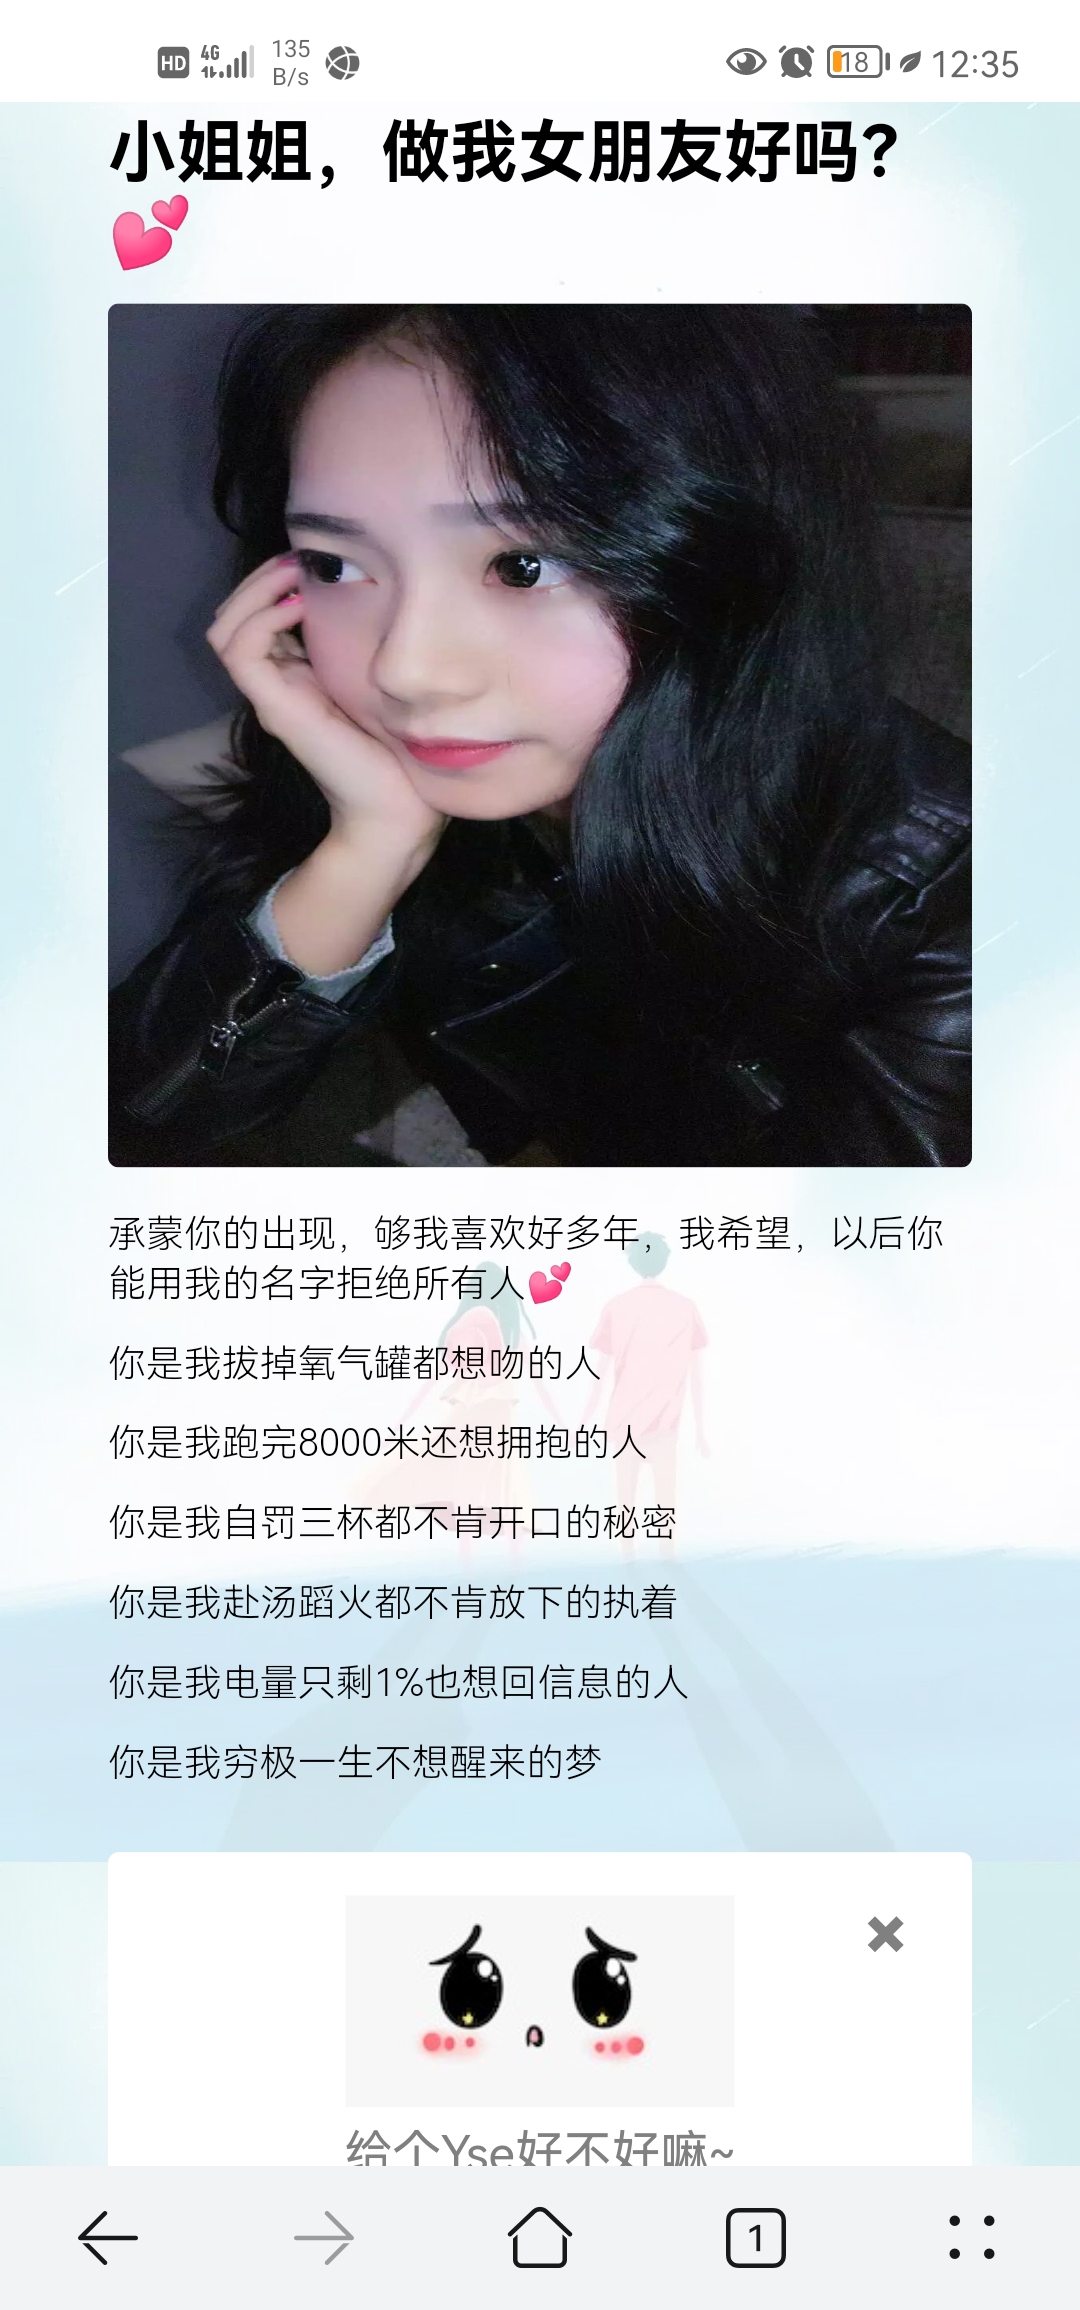 HD 4G 135 B/s 18 12:35
小姐姐，做我女朋友好吗？
💕
承蒙你的出现，够我喜欢好多年，我希望，以后你
能用我的名字拒绝所有人💕
你是我拔掉氧气罐都想吻的人
你是我跑完8000米还想拥抱的人
你是我自罚三杯都不肯开口的秘密
你是我赴汤蹈火都不肯放下的执着
你是我电量只剩1%也想回信息的人
你是我穷极一生不想醒来的梦
给个Yse好不好嘛~
1